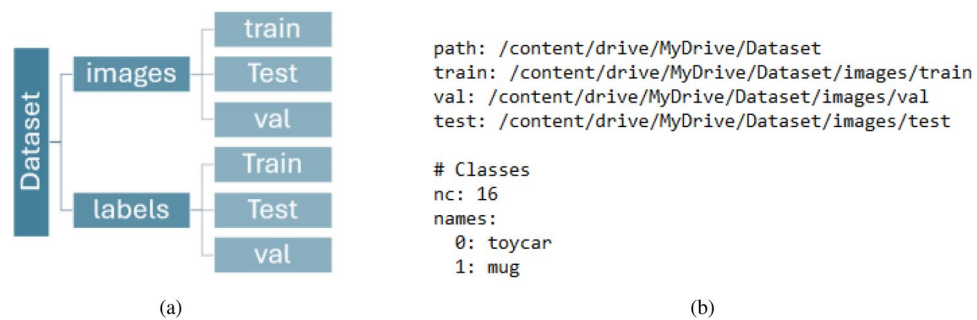 Dataset
images
train
Test
val
labels
Train
Test
val
(a)
path: /content/drive/MyDrive/Dataset
train: /content/drive/MyDrive/Dataset/images/train
val: /content/drive/MyDrive/Dataset/images/val
test: /content/drive/MyDrive/Dataset/images/test
# Classes
nc: 16
names:
0: toycar
1: mug
(b)